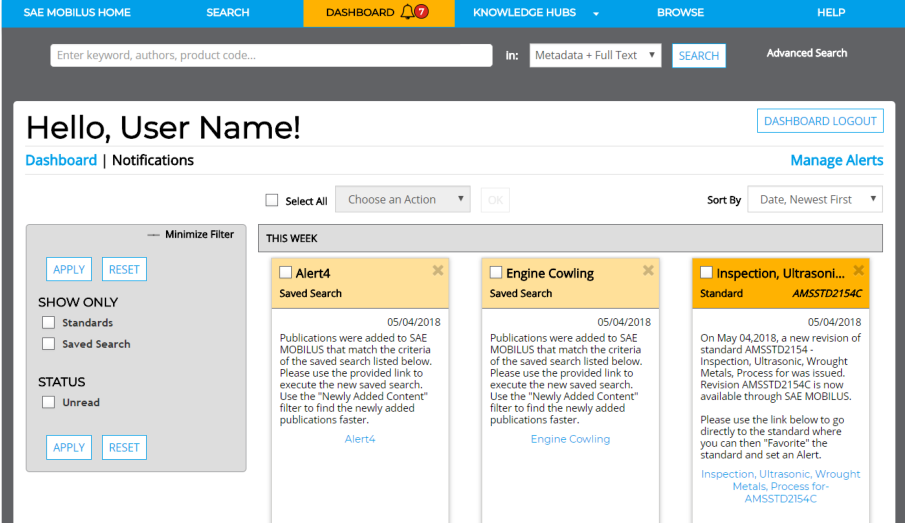 SAE MOBILUS HOME
SEARCH
DASHBOARD 7
KNOWLEDGE HUBS
BROWSE
HELP
Enter keyword, authors, product code...
In:
Metadata + Full Text
SEARCH
Advanced Search
Hello, User Name!
DASHBOARD LOGOUT
Dashboard | Notifications
Manage Alerts
Select All
Choose an Action
OK
Sort By
Date, Newest First
Minimize Filter
APPLY
RESET
SHOW ONLY
Standards
Saved Search
STATUS
Unread
APPLY
RESET
THIS WEEK
Alert4
Saved Search
05/04/2018
Publications were added to SAE
MOBILUS that match the criteria
of the saved search listed below.
Please use the provided link to
execute the new saved search.
Use the "Newly Added Content"
filter to find the newly added
publications faster.
Alert4
Engine Cowling
Saved Search
05/04/2018
Publications were added to SAE
MOBILUS that match the criteria
of the saved search listed below.
Please use the provided link to
execute the new saved search.
Use the "Newly Added Content"
filter to find the newly added
publications faster.
Engine Cowling
Inspection, Ultrasoni...
Standard
AMSSTD2154C
05/04/2018
On May 04,2018, a new revision of
standard AMSSTD2154 -
Inspection, Ultrasonic, Wrought
Metals, Process for was issued.
Revision AMSSTD2154C is now
available through SAE MOBILUS.
Please use the link below to go
directly to the standard where
you can then "Favorite" the
standard and set an Alert.
Inspection, Ultrasonic, Wrought
Metals, Process for-
AMSSTD2154C